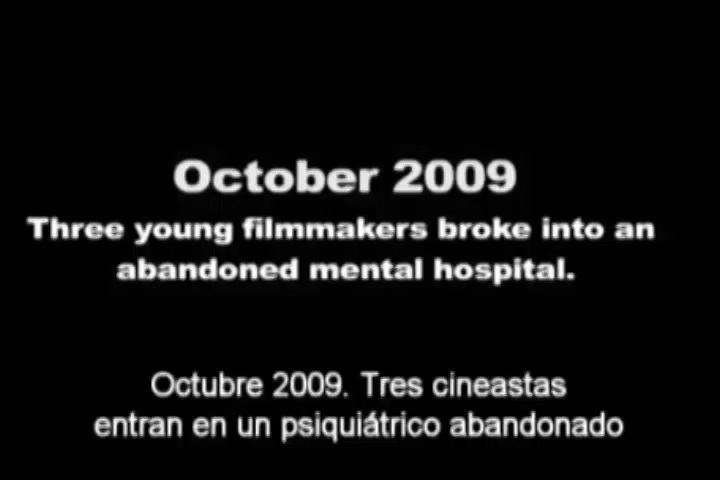 October 2009
Three young filmmakers broke into an
abandoned mental hospital.
Octubre 2009. Tres cineastas
entran en un psiquiátrico abandonado